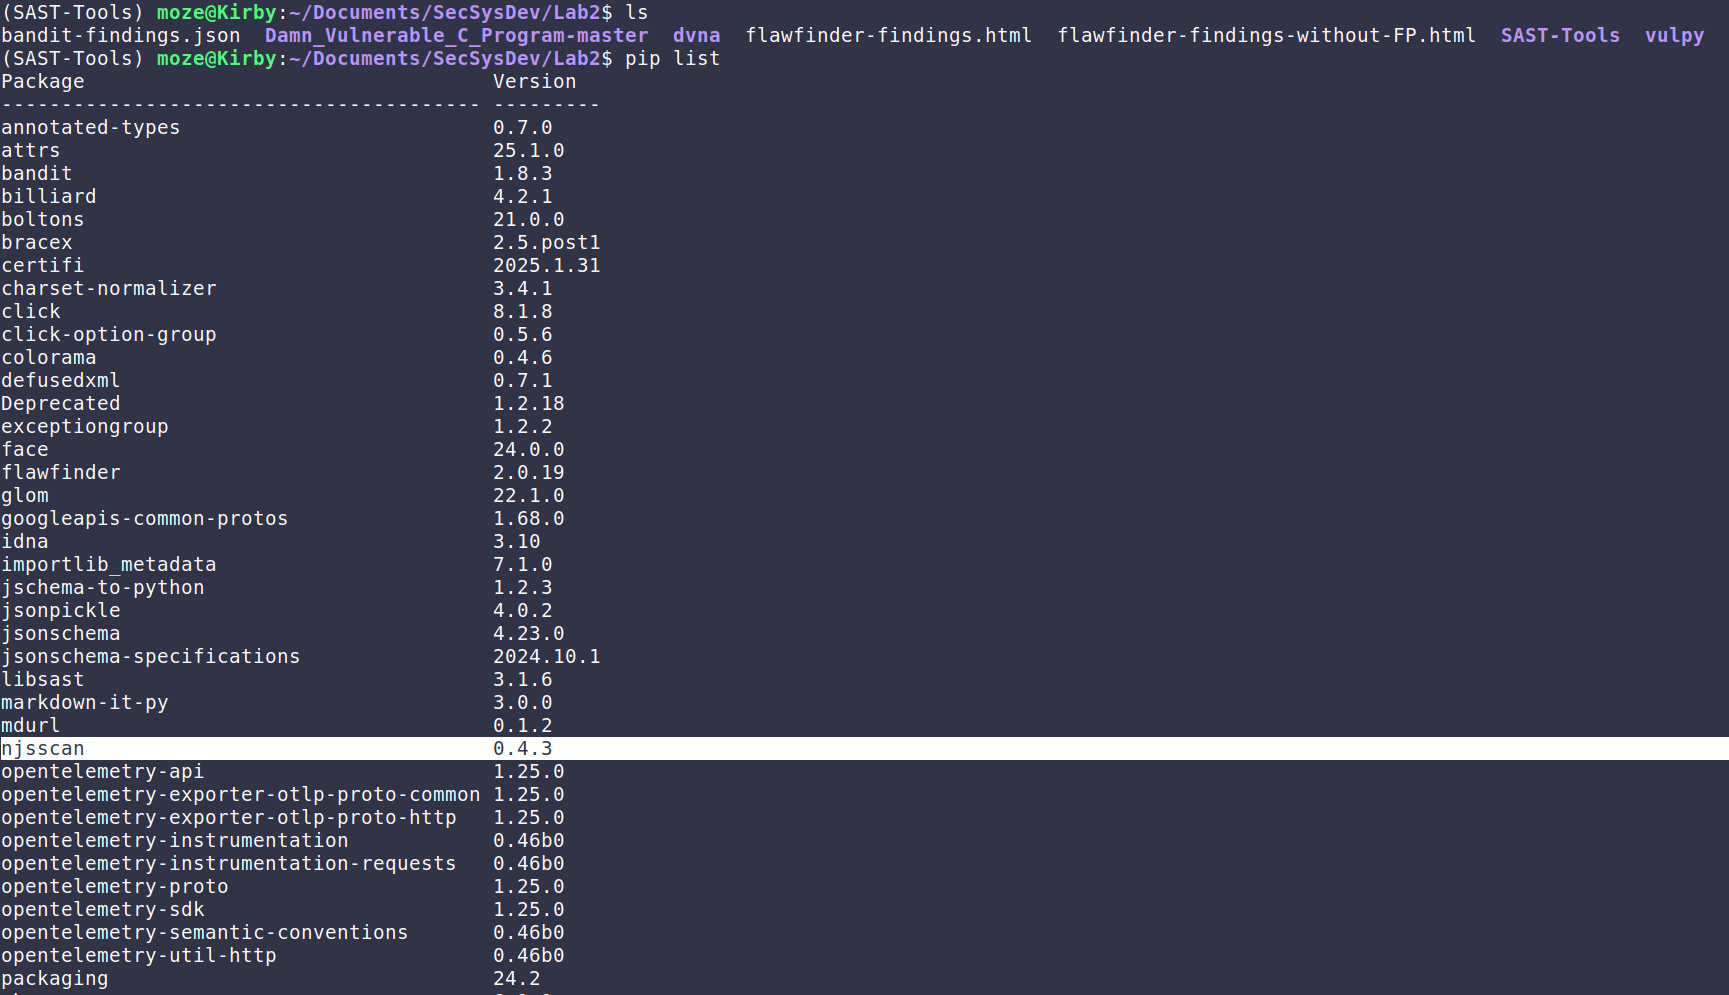 (SAST-Tools) moze@Kirby:~/Documents/SecSysDev/Lab2$ ls
bandit-findings.json  Damn_Vulnerable_C_Program-master  dvna  flawfinder-findings.html  flawfinder-findings-without-FP.html  SAST-Tools  vulpy
(SAST-Tools) moze@Kirby:~/Documents/SecSysDev/Lab2$ pip list
Package                                  Version
---------------------------------------- ---------
annotated-types                          0.7.0
attrs                                    25.1.0
bandit                                   1.8.3
billiard                                 4.2.1
boltons                                  21.0.0
bracex                                   2.5.post1
certifi                                  2025.1.31
charset-normalizer                       3.4.1
click                                    8.1.8
click-option-group                       0.5.6
colorama                                 0.4.6
defusedxml                               0.7.1
Deprecated                               1.2.18
exceptiongroup                           1.2.2
face                                     24.0.0
flawfinder                               2.0.19
glom                                     22.1.0
googleapis-common-protos                 1.68.0
idna                                     3.10
importlib_metadata                       7.1.0
jschema-to-python                        1.2.3
jsonpickle                               4.0.2
jsonschema                               4.23.0
jsonschema-specifications                2024.10.1
libsast                                  3.1.6
markdown-it-py                           3.0.0
mdurl                                    0.1.2
njsscan                                  0.4.3
opentelemetry-api                        1.25.0
opentelemetry-exporter-otlp-proto-common 1.25.0
opentelemetry-exporter-otlp-proto-http   1.25.0
opentelemetry-instrumentation            0.46b0
opentelemetry-instrumentation-requests   0.46b0
opentelemetry-proto                      1.25.0
opentelemetry-sdk                        1.25.0
opentelemetry-semantic-conventions       0.46b0
opentelemetry-util-http                  0.46b0
packaging                                24.2